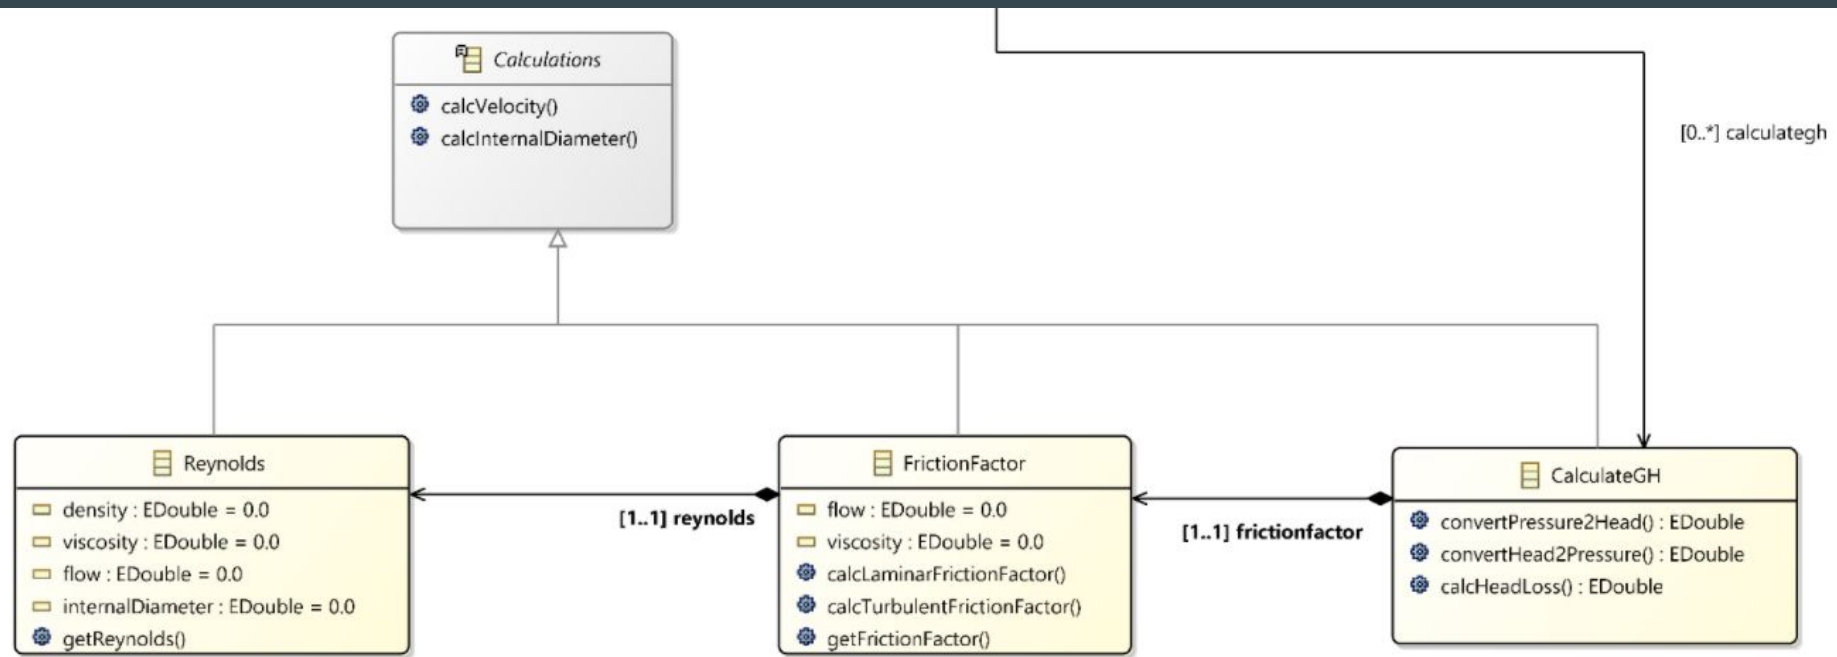 Calculations
calcVelocity()
calcInternalDiameter()
[0..*] calculategh
Reynolds
density : EDouble = 0.0
viscosity : EDouble = 0.0
flow : EDouble = 0.0
internalDiameter : EDouble = 0.0
getReynolds()
[1..1] reynolds
FrictionFactor
flow : EDouble = 0.0
viscosity : EDouble = 0.0
calcLaminarFrictionFactor()
calcTurbulentFrictionFactor()
getFrictionFactor()
[1..1] frictionfactor
CalculateGH
convertPressure2Head() : EDouble
convertHead2Pressure() : EDouble
calcHeadLoss() : EDouble